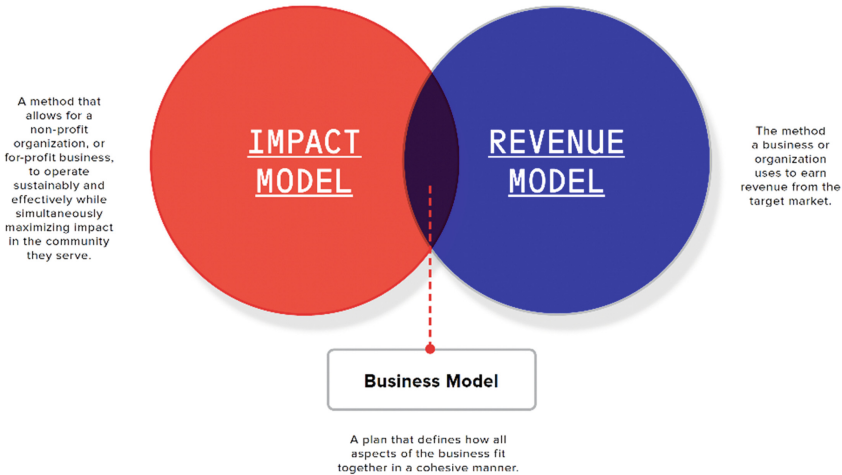 A method that
allows for a
non-profit
organization, or
for-profit business,
to operate
sustainably and
effectively while
simultaneously
maximizing impact
in the community
they serve.
IMPACT
MODEL
REVENUE
MODEL
The method
a business or
organization
uses to earn
revenue from the
target market.
Business Model
A plan that defines how all
aspects of the business fit
together in a cohesive manner.